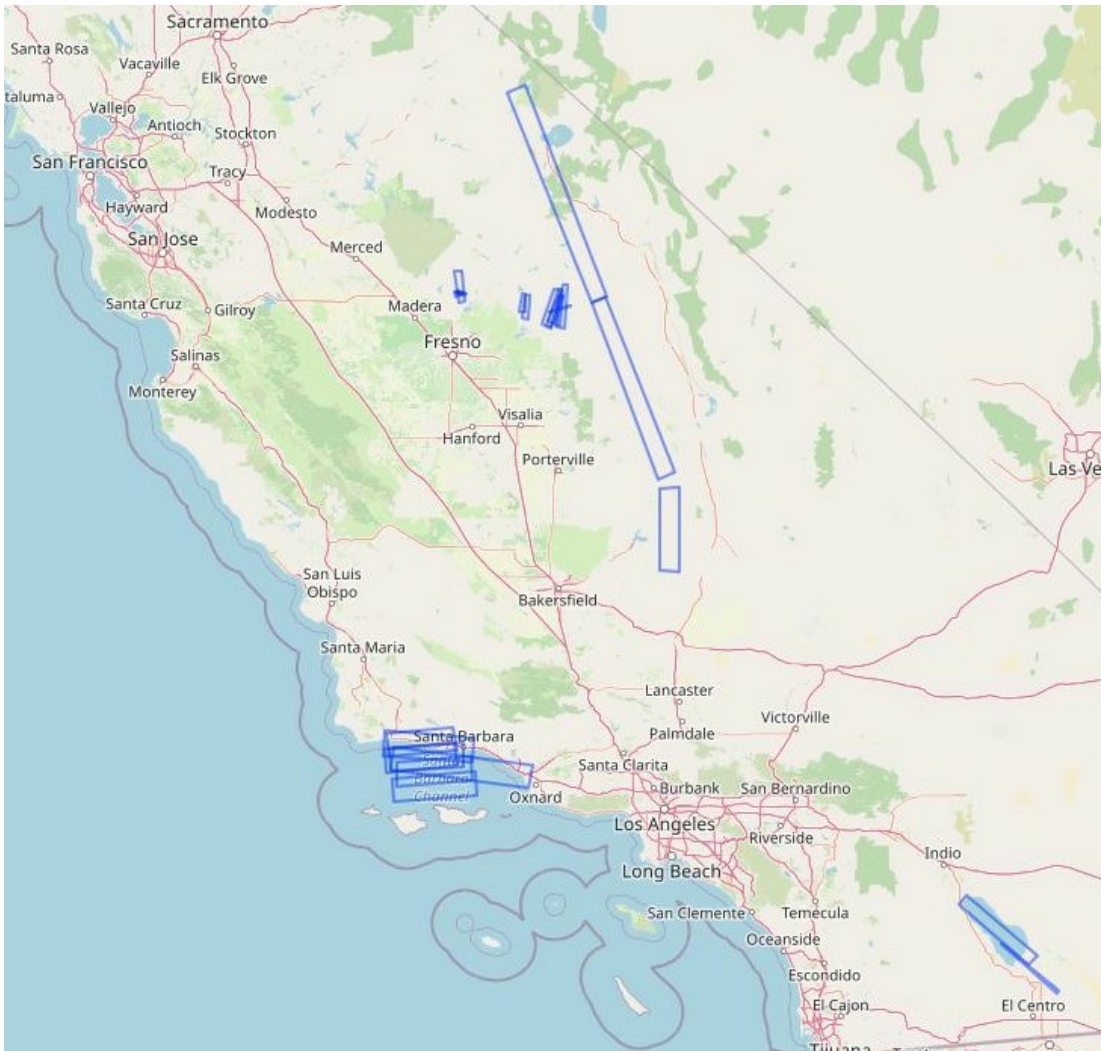 Sacramento
Santa Rosa
Vacaville
Elk Grove
taluma
Vallejo
Antioch
Stockton
San Francisco
Tracy
Hayward
Modesto
San Jose
Merced
Santa Cruz
Gilroy
Madera
Fresno
Salinas
Monterey
Visalia
Hanford
Porterville
Las Ve
San Luis
Obispo
Bakersfield
Santa Maria
Lancaster
Victorville
Palmdale
Santa Barbara
Santa
Barbara
Channel
Santa Clarita
Oxnard
Burbank
San Bernardino
Los Angeles
Riverside
Indio
Long Beach
San Clemente
Temecula
Oceanside
Escondido
El Cajon
El Centro
Tijuana